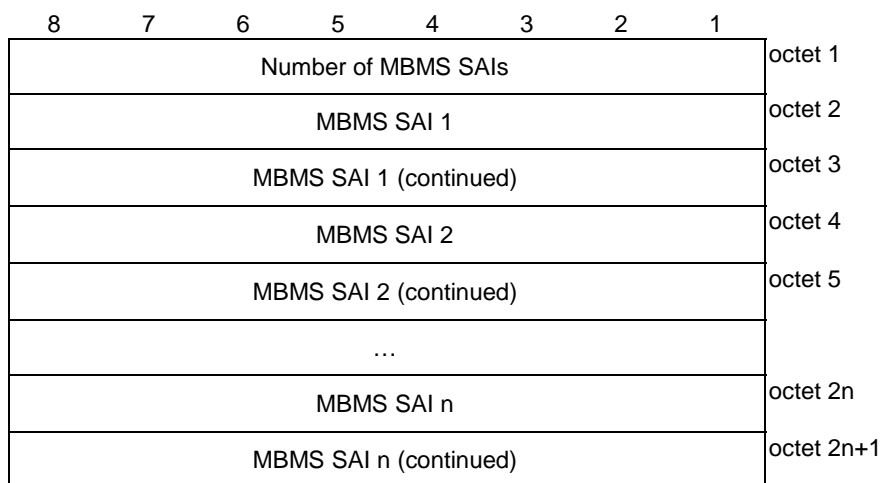 8 7 6 5 4 3 2 1
Number of MBMS SAIs octet 1
MBMS SAI 1 octet 2
MBMS SAI 1 (continued) octet 3
MBMS SAI 2 octet 4
MBMS SAI 2 (continued) octet 5
…
MBMS SAI n octet 2n
MBMS SAI n (continued) octet 2n+1